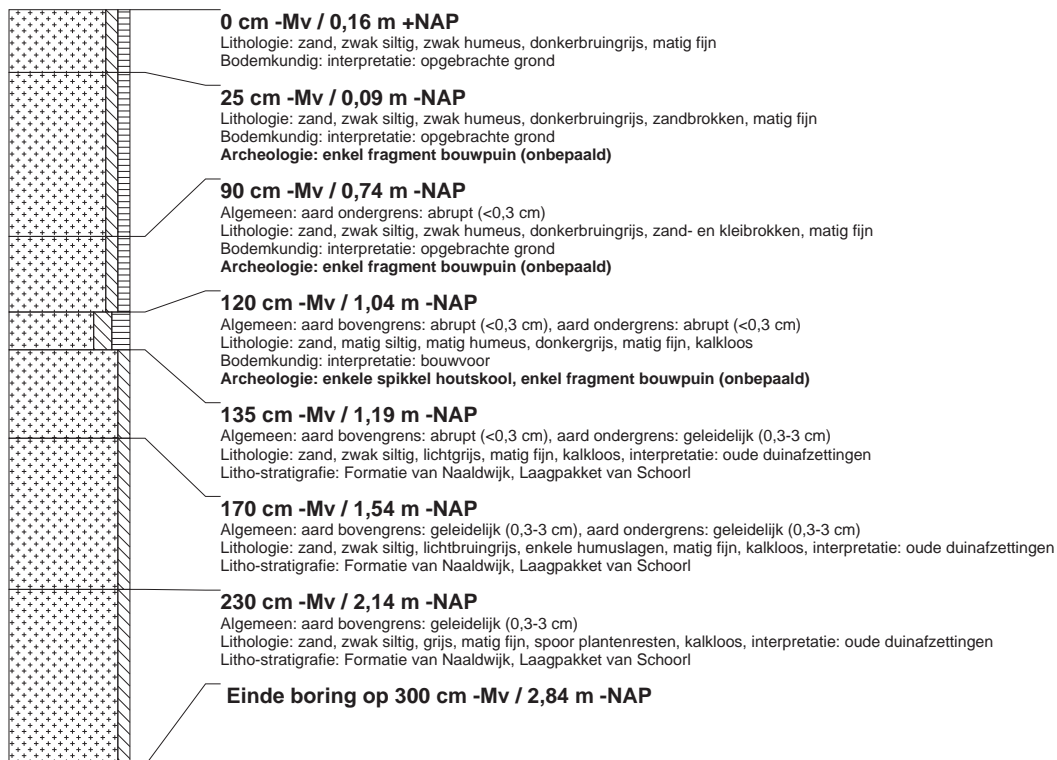 0 cm -Mv / 0,16 m +NAP
Lithologie: zand, zwak siltig, zwak humeus, donkerbruingrijs, matig fijn
Bodemkundig: interpretatie: opgebrachte grond
25 cm -Mv / 0,09 m -NAP
Lithologie: zand, zwak siltig, zwak humeus, donkerbruingrijs, zandbrokken, matig fijn
Bodemkundig: interpretatie: opgebrachte grond
Archeologie: enkel fragment bouwpuin (onbepaald)
90 cm -Mv / 0,74 m -NAP
Algemeen: aard ondergrens: abrupt (<0,3 cm)
Lithologie: zand, zwak siltig, zwak humeus, donkerbruingrijs, zand- en kleibrokken, matig fijn
Bodemkundig: interpretatie: opgebrachte grond
Archeologie: enkel fragment bouwpuin (onbepaald)
120 cm -Mv / 1,04 m -NAP
Algemeen: aard bovengrens: abrupt (<0,3 cm), aard ondergrens: abrupt (<0,3 cm)
Lithologie: zand, matig siltig, matig humeus, donkergrijs, matig fijn, kalkloos
Bodemkundig: interpretatie: bouwvoor
Archeologie: enkele spikkel houtskool, enkel fragment bouwpuin (onbepaald)
135 cm -Mv / 1,19 m -NAP
Algemeen: aard bovengrens: abrupt (<0,3 cm), aard ondergrens: geleidelijk (0,3-3 cm)
Lithologie: zand, zwak siltig, lichtgrijs, matig fijn, kalkloos, interpretatie: oude duinafzettingen
Litho-stratigrafie: Formatie van Naaldwijk, Laagpakket van Schoorl
170 cm -Mv / 1,54 m -NAP
Algemeen: aard bovengrens: geleidelijk (0,3-3 cm), aard ondergrens: geleidelijk (0,3-3 cm)
Lithologie: zand, zwak siltig, lichtbruingrijs, enkele humuslagen, matig fijn, kalkloos, interpretatie: oude duinafzettingen
Litho-stratigrafie: Formatie van Naaldwijk, Laagpakket van Schoorl
230 cm -Mv / 2,14 m -NAP
Algemeen: aard bovengrens: geleidelijk (0,3-3 cm)
Lithologie: zand, zwak siltig, grijs, matig fijn, spoor plantenresten, kalkloos, interpretatie: oude duinafzettingen
Litho-stratigrafie: Formatie van Naaldwijk, Laagpakket van Schoorl
Einde boring op 300 cm -Mv / 2,84 m -NAP